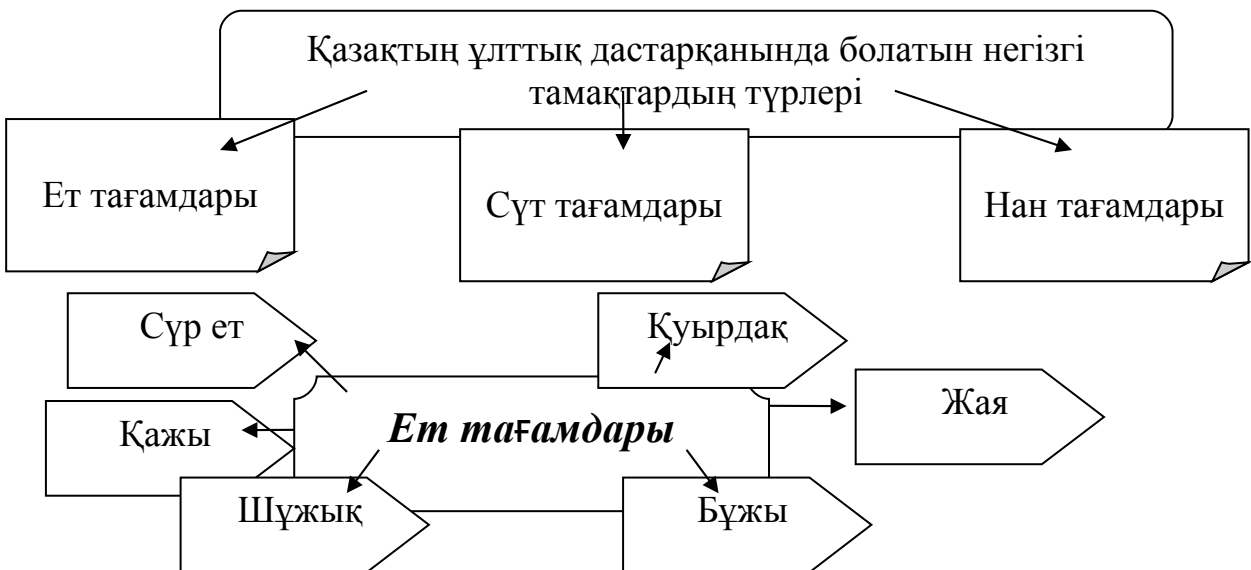 Қазақтың ұлттық дастарқанында болатын негізгі
тамақтардың түрлері
Ет тағамдары
Сүт тағамдары
Нан тағамдары
Сүр ет
Қуырдақ
Қажы
Ет тағамдары
Жая
Шұжық
Бұжы